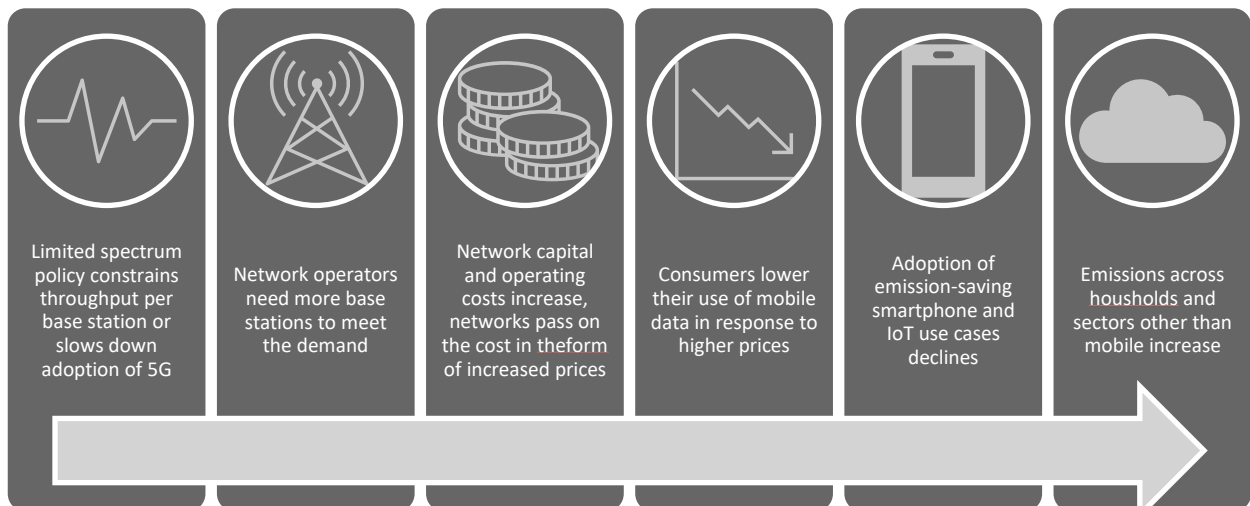 Limited spectrum
policy constrains
throughput per
base station or
slows down
adoption of 5G
Network operators
need more base
stations to meet
the demand
Network capital
and operating
costs increase,
networks pass on
the cost in theform
of increased prices
Consumers lower
their use of mobile
data in response to
higher prices
Adoption of
emission-saving
smartphone and
IoT use cases
declines
Emissions across
housholds and
sectors other than
mobile increase